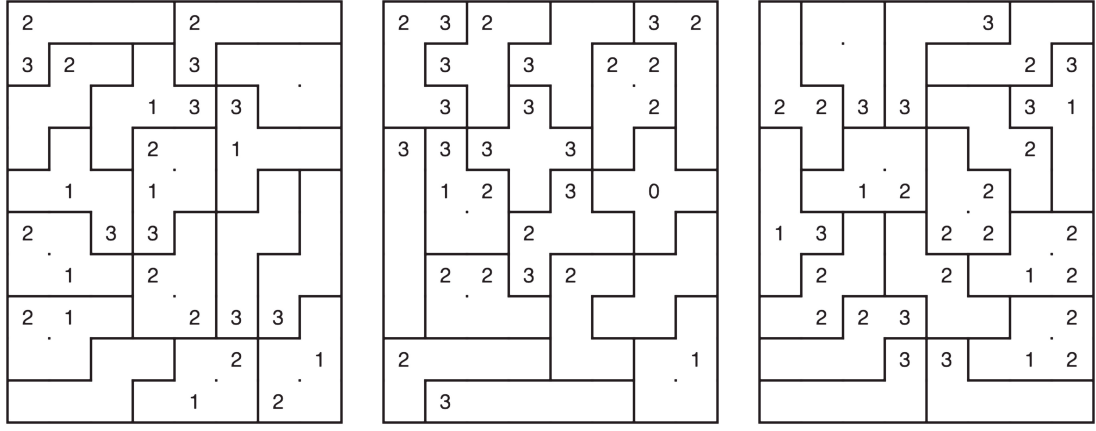 2 2 2 3 2 3 2 3
3 2 3 3 3 2 2 2 3
1 3 3 3 3 2 2 2 3 3 3 1
2 1 3 3 3 3 2
1 1 1 2 3 0 1 2 2
2 3 3 2 1 3 2 2 2
1 2 2 2 3 2 2 2 1 2
2 1 2 3 3 2 2 3 2
2 1 2 1 3 3 1 2
1 2 3